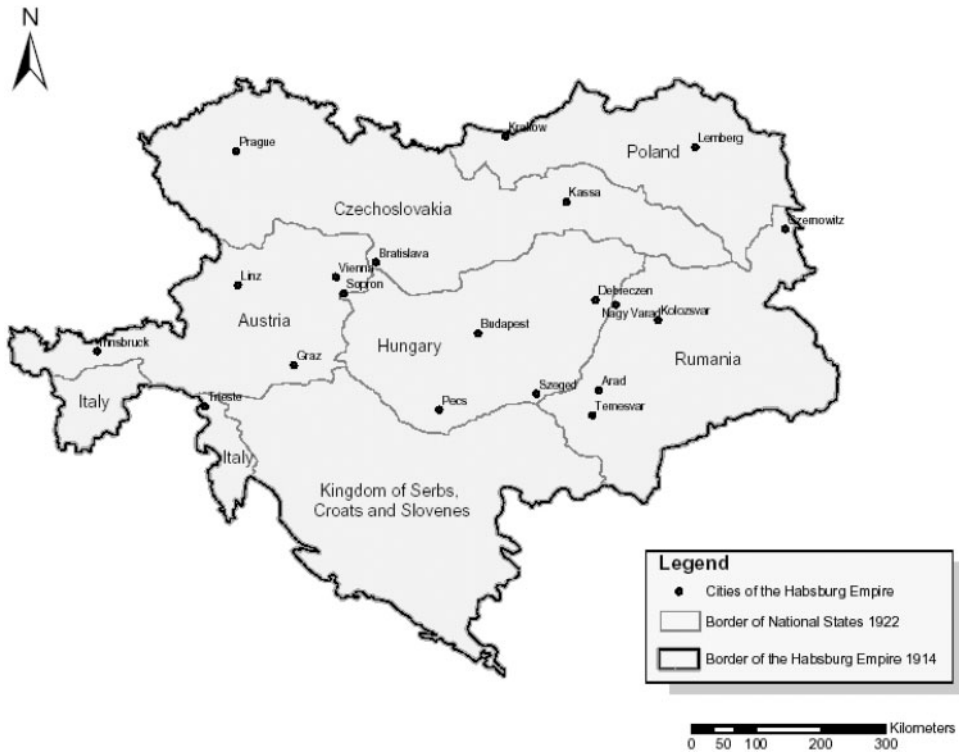 N
Krakow
Prague
Lemberg
Poland
Kassa
Czechoslovakia
Czernowitz
Bratislava
Vienna
Linz
Sopron
Debreczen
Nagy Varad
Kolozsvar
Austria
Budapest
Hungary
Innsbruck
Graz
Rumania
Szeged
Arad
Italy
Trieste
Pecs
Temesvar
Italy
Kingdom of Serbs,
Croats and Slovenes
Legend
Cities of the Habsburg Empire
Border of National States 1922
Border of the Habsburg Empire 1914
Kilometers
0 50 100 200 300